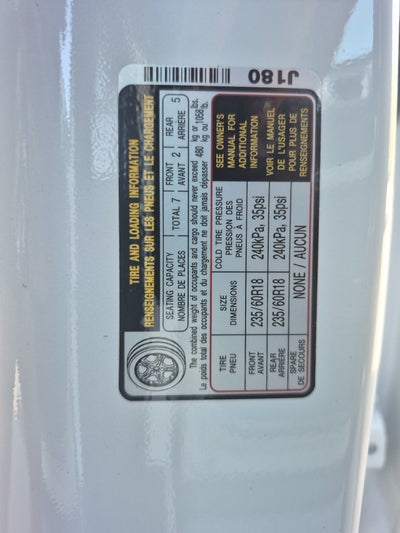 J180
TIRE AND LOADING INFORMATION
RENSEIGNEMENTS SUR LES PNEUS ET LE CHARGEMENT
SEATING CAPACITY
NOMBRE DE PLACES
TOTAL 7
FRONT
AVANT
2
REAR
ARRIÈRE
5
The combined weight of occupants and cargo should never exceed
Le poids total des occupants et du chargement ne doit jamais dépasser
480 kg or 1058 lbs.
kg ou lb.
TIRE
PNEU
SIZE
DIMENSIONS
COLD TIRE PRESSURE
PRESSION DES
PNEUS À FROID
FRONT
AVANT
235/60R18
240kPa, 35psi
REAR
ARRIÈRE
235/60R18
240kPa, 35psi
SPARE
DE SECOURS
NONE / AUCUN
SEE OWNER'S
MANUAL FOR
ADDITIONAL
INFORMATION
VOIR LE MANUEL
DE L'USAGER
POUR PLUS DE
RENSEIGNEMENTS